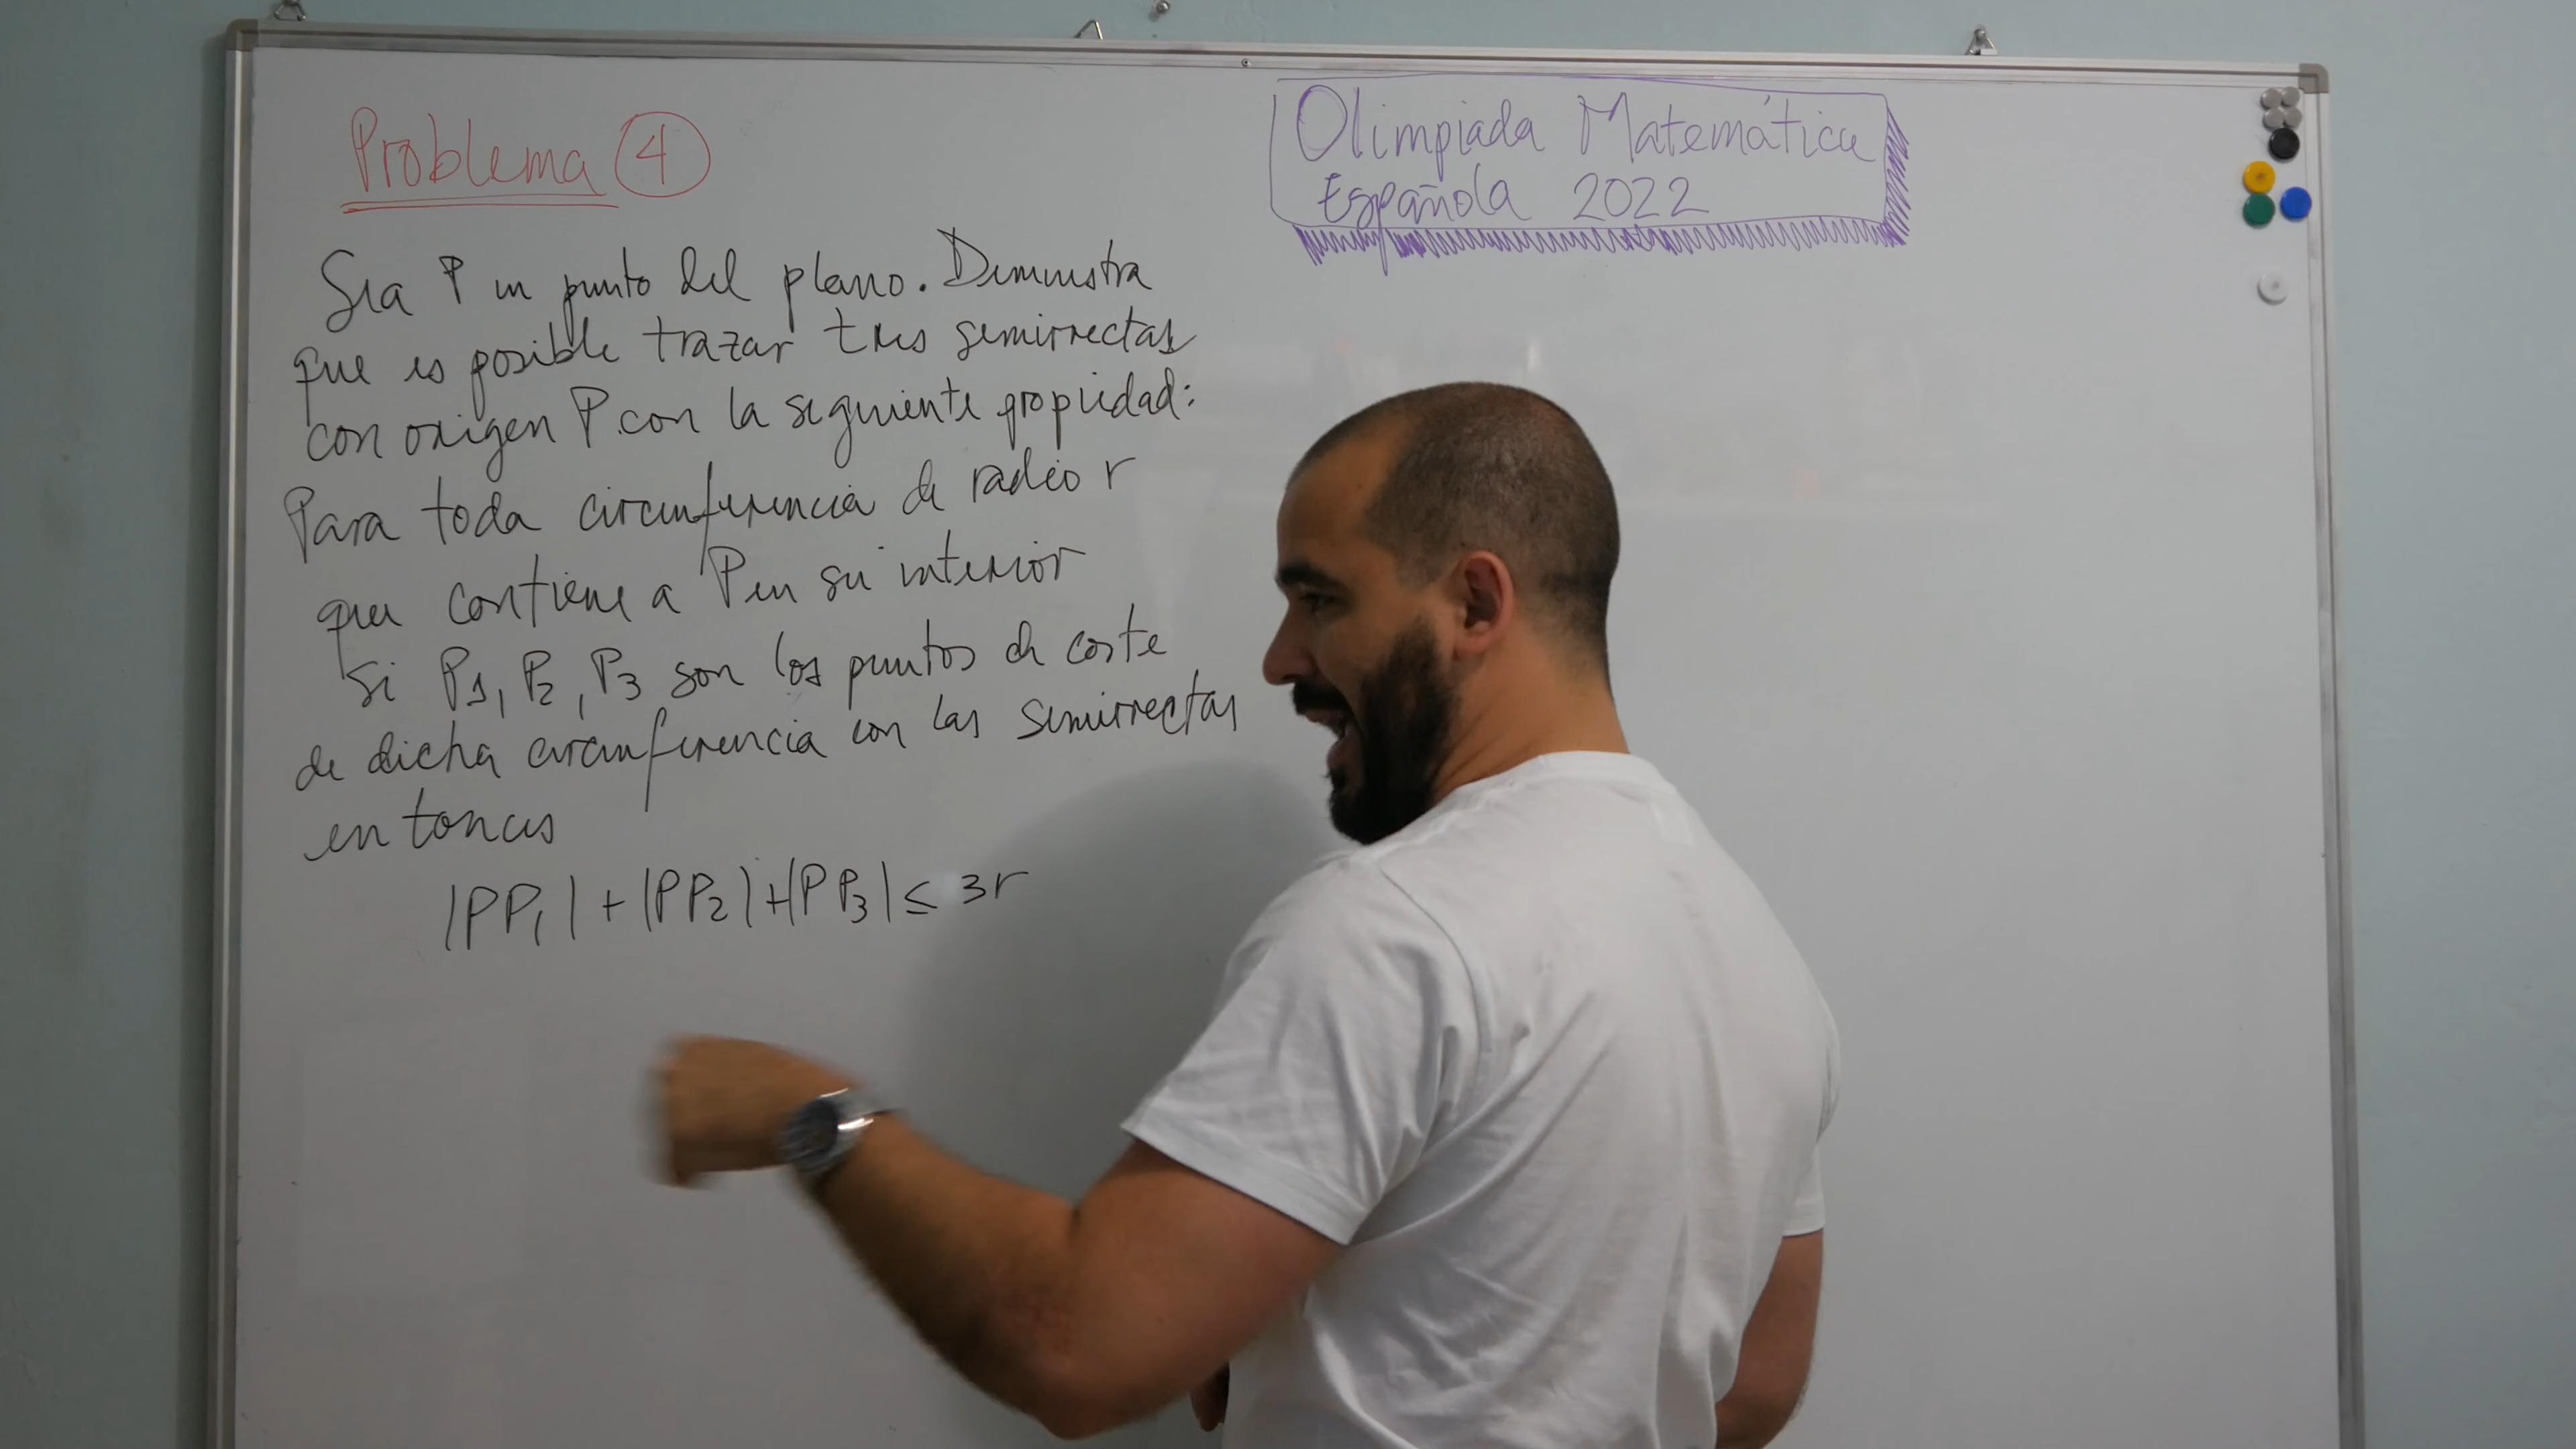 Problema 4
Olimpiada Matemática
Española 2022
Sea P un punto del plano. Demuestra
que es posible trazar tres semirrectas
con origen P con la siguiente propiedad:
Para toda circunferencia de radio r
que contiene a P en su interior
si P1, P2, P3 son los puntos de corte
de dicha circunferencia con las semirrectas
entonces
|PP1| + |PP2| + |PP3| ≤ 3r